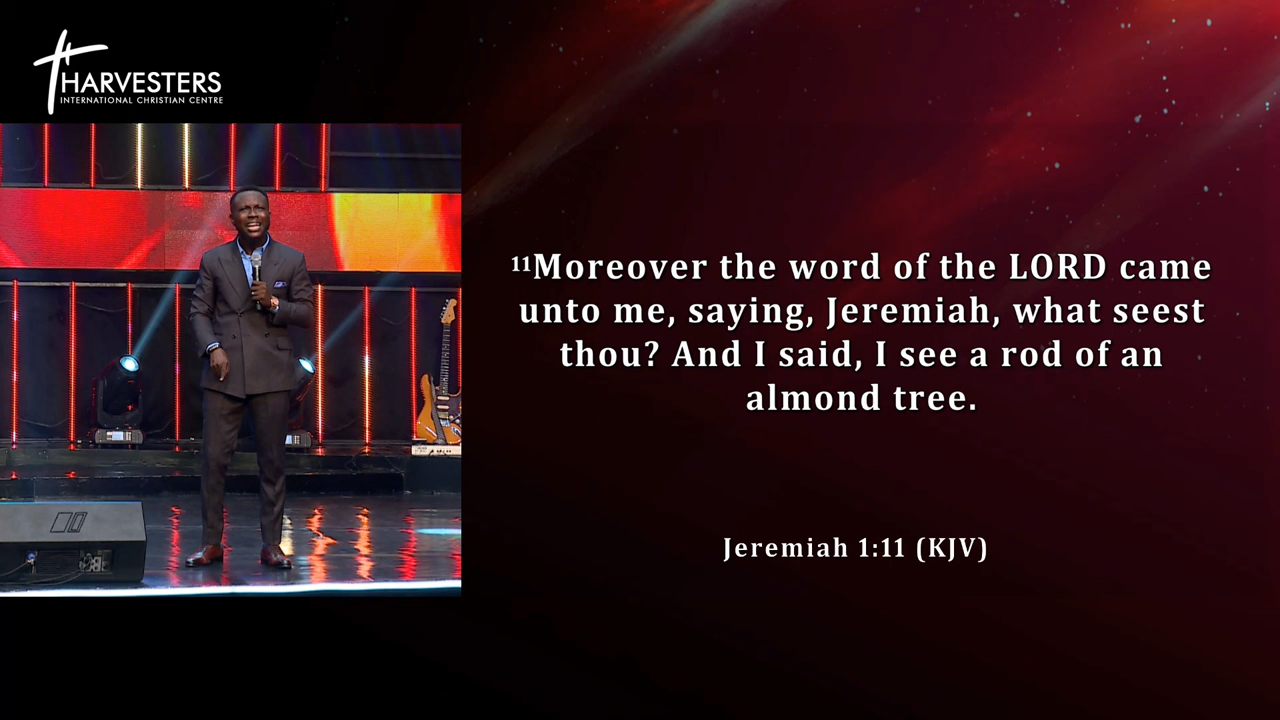 HARVESTERS
INTERNATIONAL CHRISTIAN CENTRE
¹¹Moreover the word of the LORD came
unto me, saying, Jeremiah, what seest
thou? And I said, I see a rod of an
almond tree.
Jeremiah 1:11 (KJV)